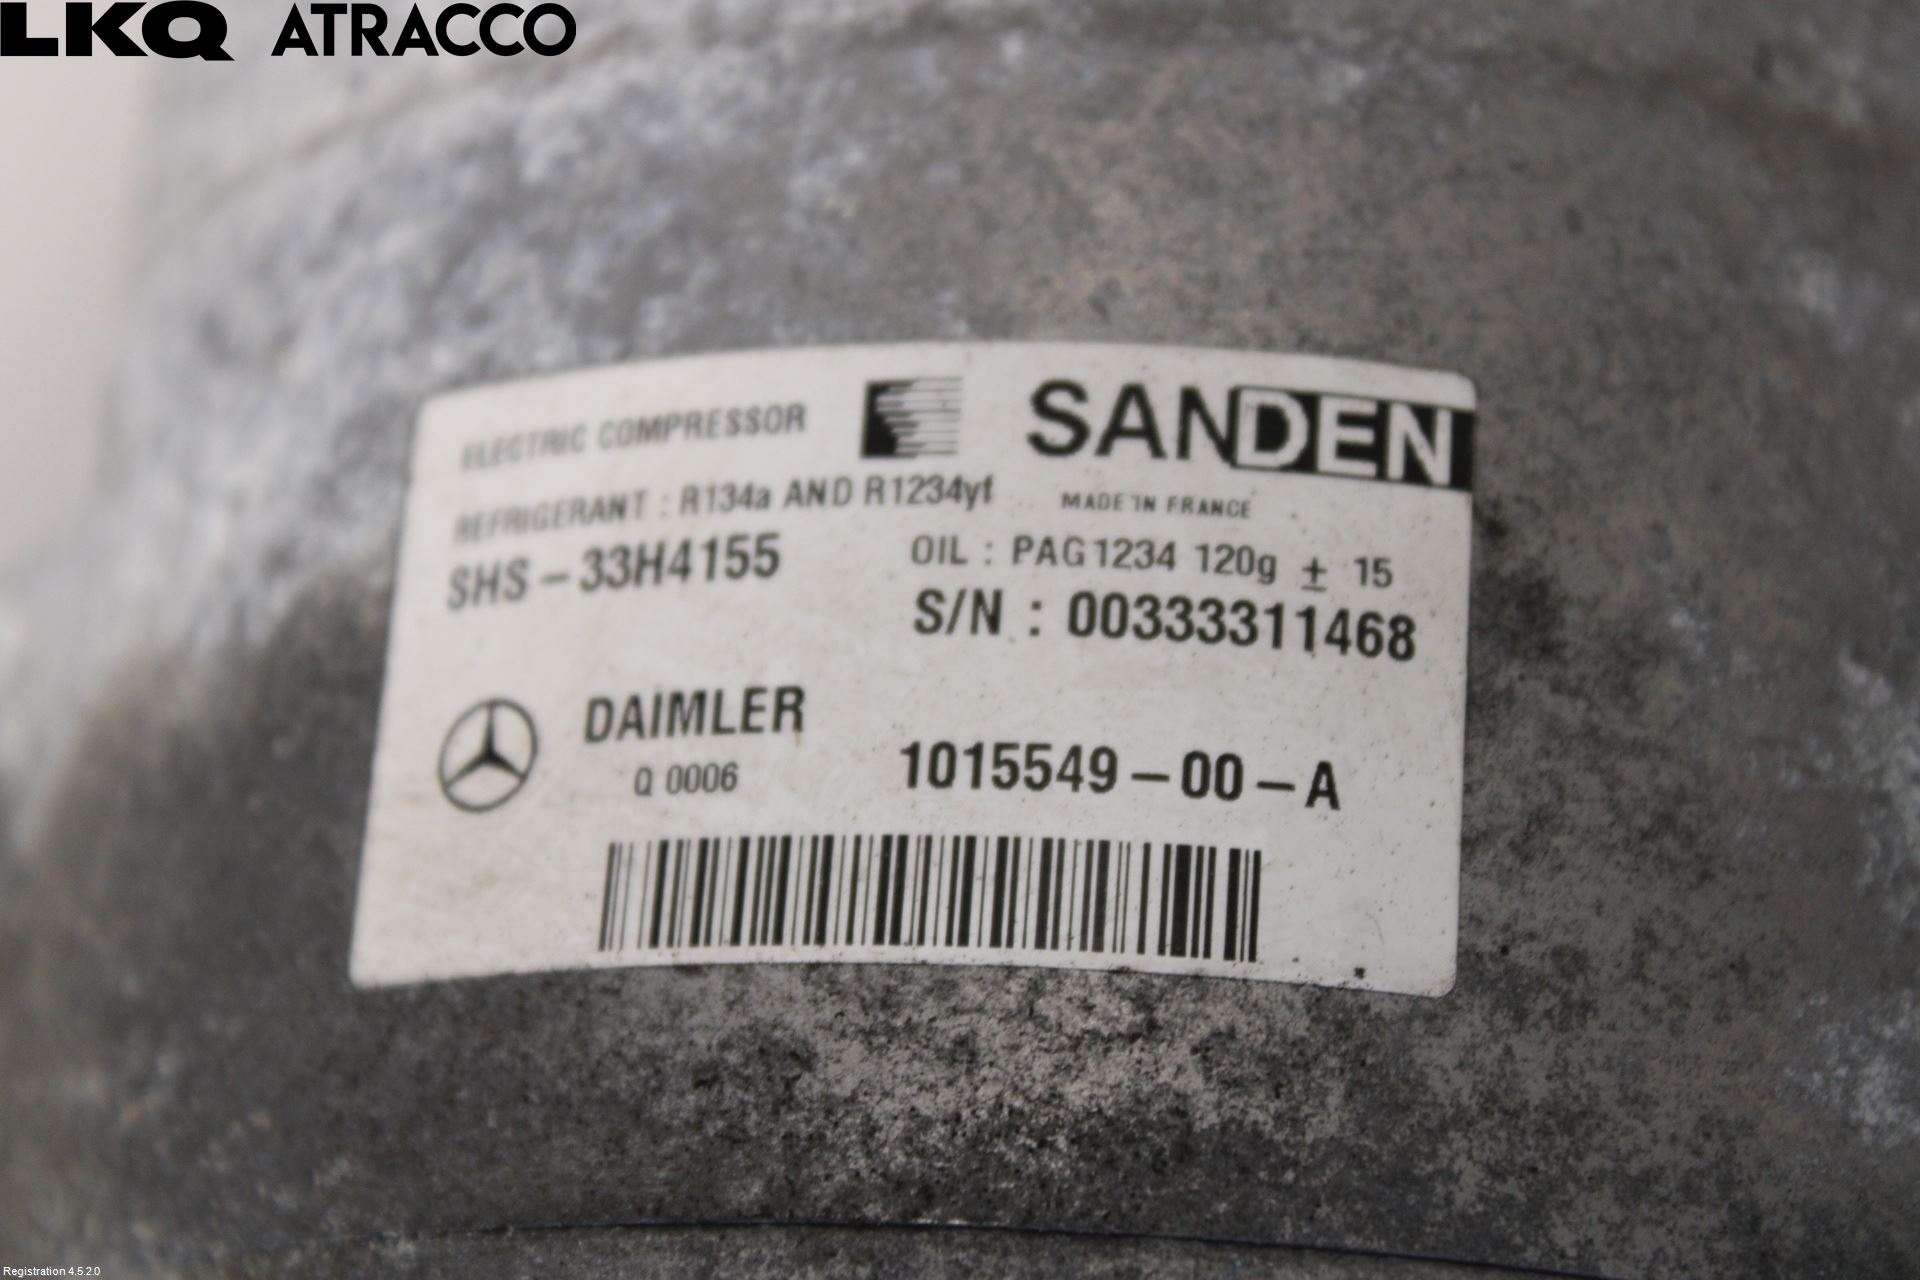 LKQ ATRACCO
ELECTRIC COMPRESSOR
SANDEN
REFRIGERANT : R134a AND R1234yf
MADE IN FRANCE
SHS - 33H4155
OIL : PAG1234 120g ± 15
S/N : 00333311468
DAIMLER
Q 0006
1015549 - 00 - A
Registration 4.5.2.0